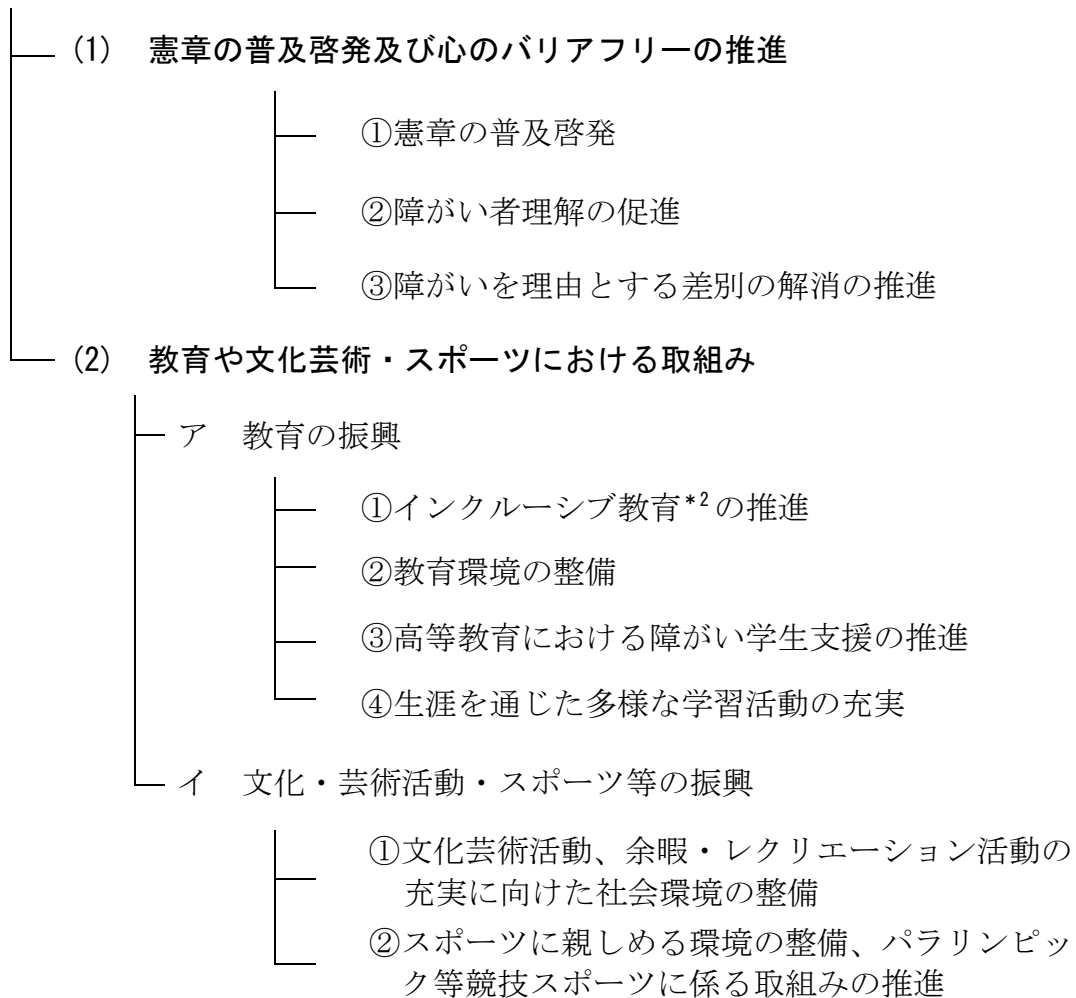 (1) 憲章の普及啓発及び心のバリアフリーの推進
①憲章の普及啓発
②障がい者理解の促進
③障がいを理由とする差別の解消の推進
(2) 教育や文化芸術・スポーツにおける取組み
ア 教育の振興
①インクルーシブ教育*2の推進
②教育環境の整備
③高等教育における障がい学生支援の推進
④生涯を通じた多様な学習活動の充実
イ 文化・芸術活動・スポーツ等の振興
①文化芸術活動、余暇・レクリエーション活動の
充実に向けた社会環境の整備
②スポーツに親しめる環境の整備、パラリンピッ
ク等競技スポーツに係る取組みの推進